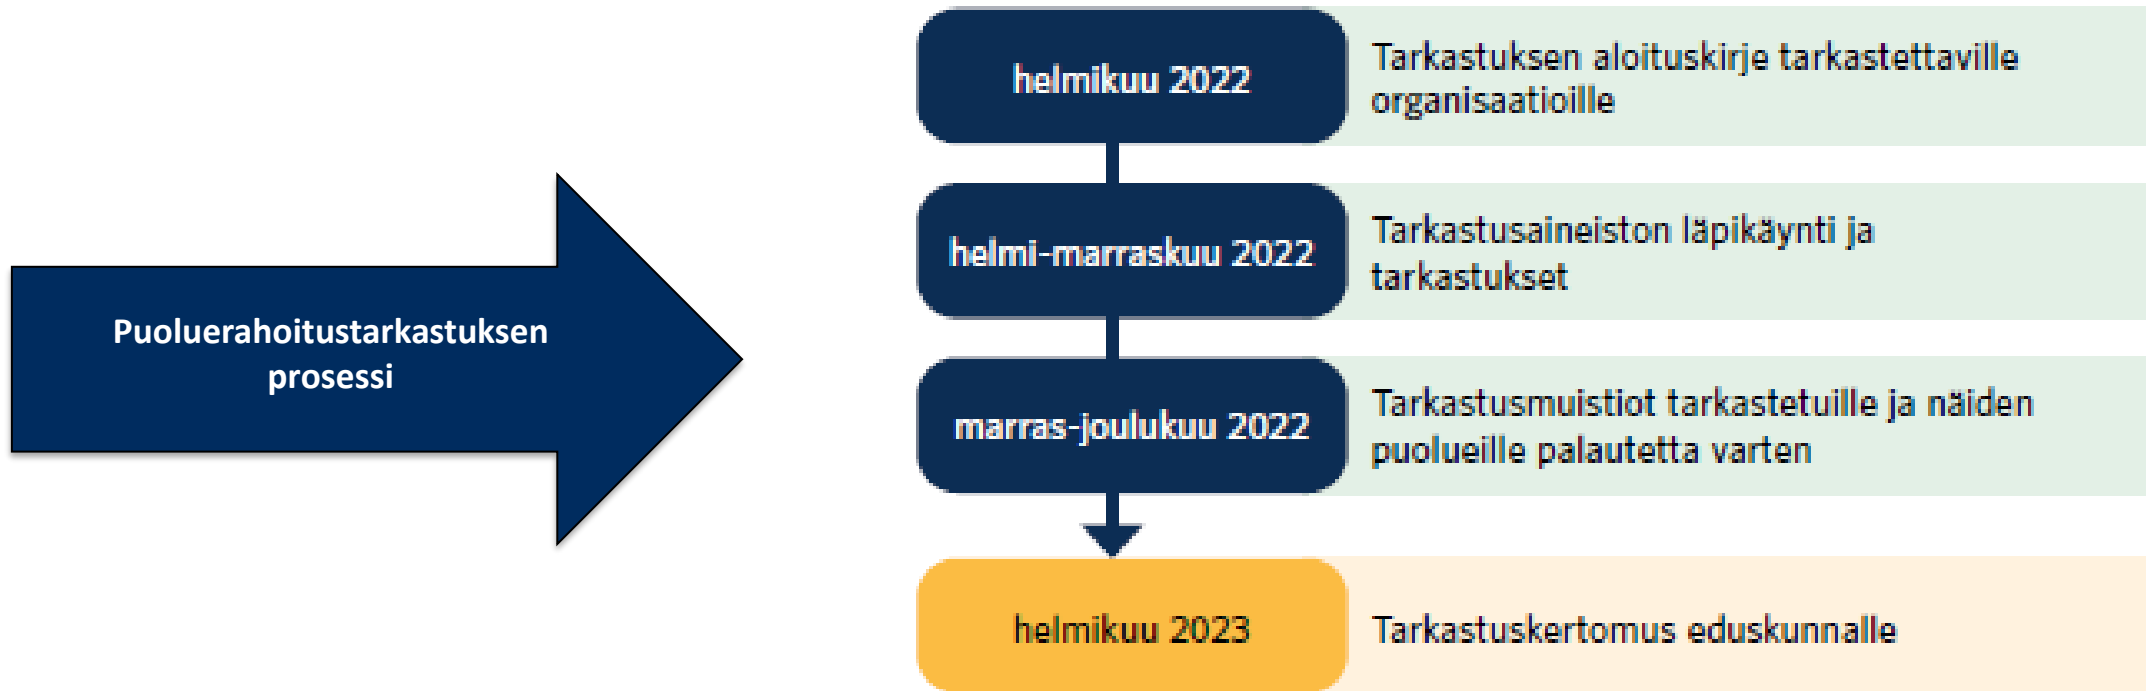 Puoluerahoitustarkastuksen
prosessi
helmikuu 2022
Tarkastuksen aloituskirje tarkastettaville
organisaatioille
helmi-marraskuu 2022
Tarkastusaineiston läpikäynti ja
tarkastukset
marras-joulukuu 2022
Tarkastusmuistiot tarkastetuille ja näiden
puolueille palautetta varten
helmikuu 2023
Tarkastuskertomus eduskunnalle